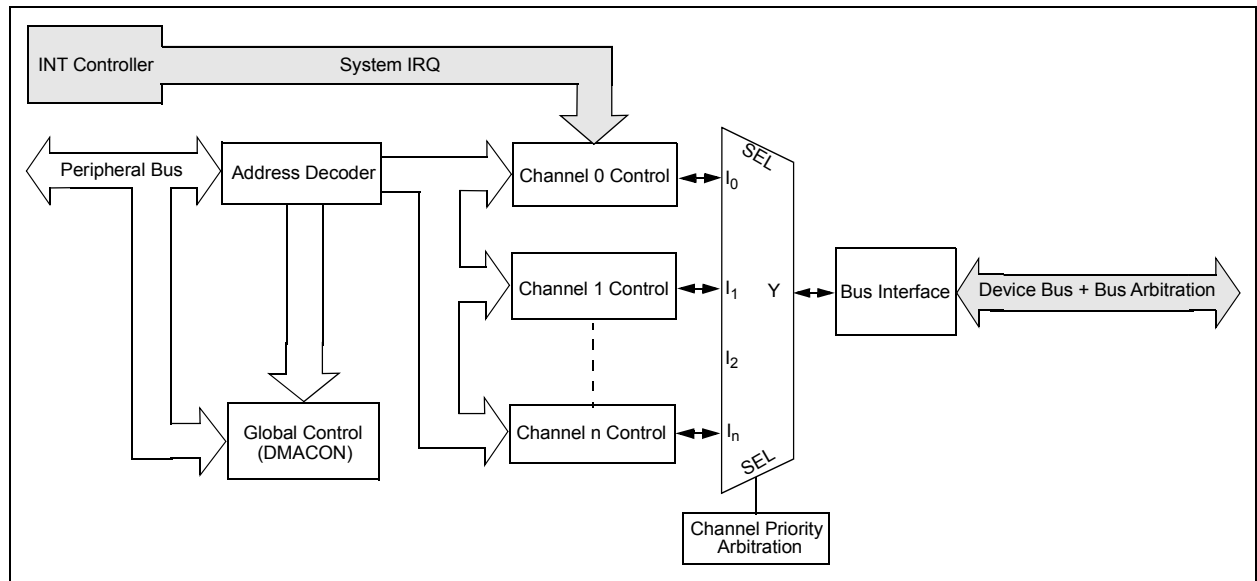 INT Controller
System IRQ
Peripheral Bus
Address Decoder
Channel 0 Control
SEL
I0
Channel 1 Control
I1
Y
Bus Interface
Device Bus + Bus Arbitration
I2
Global Control
(DMACON)
Channel n Control
In
SEL
Channel Priority
Arbitration